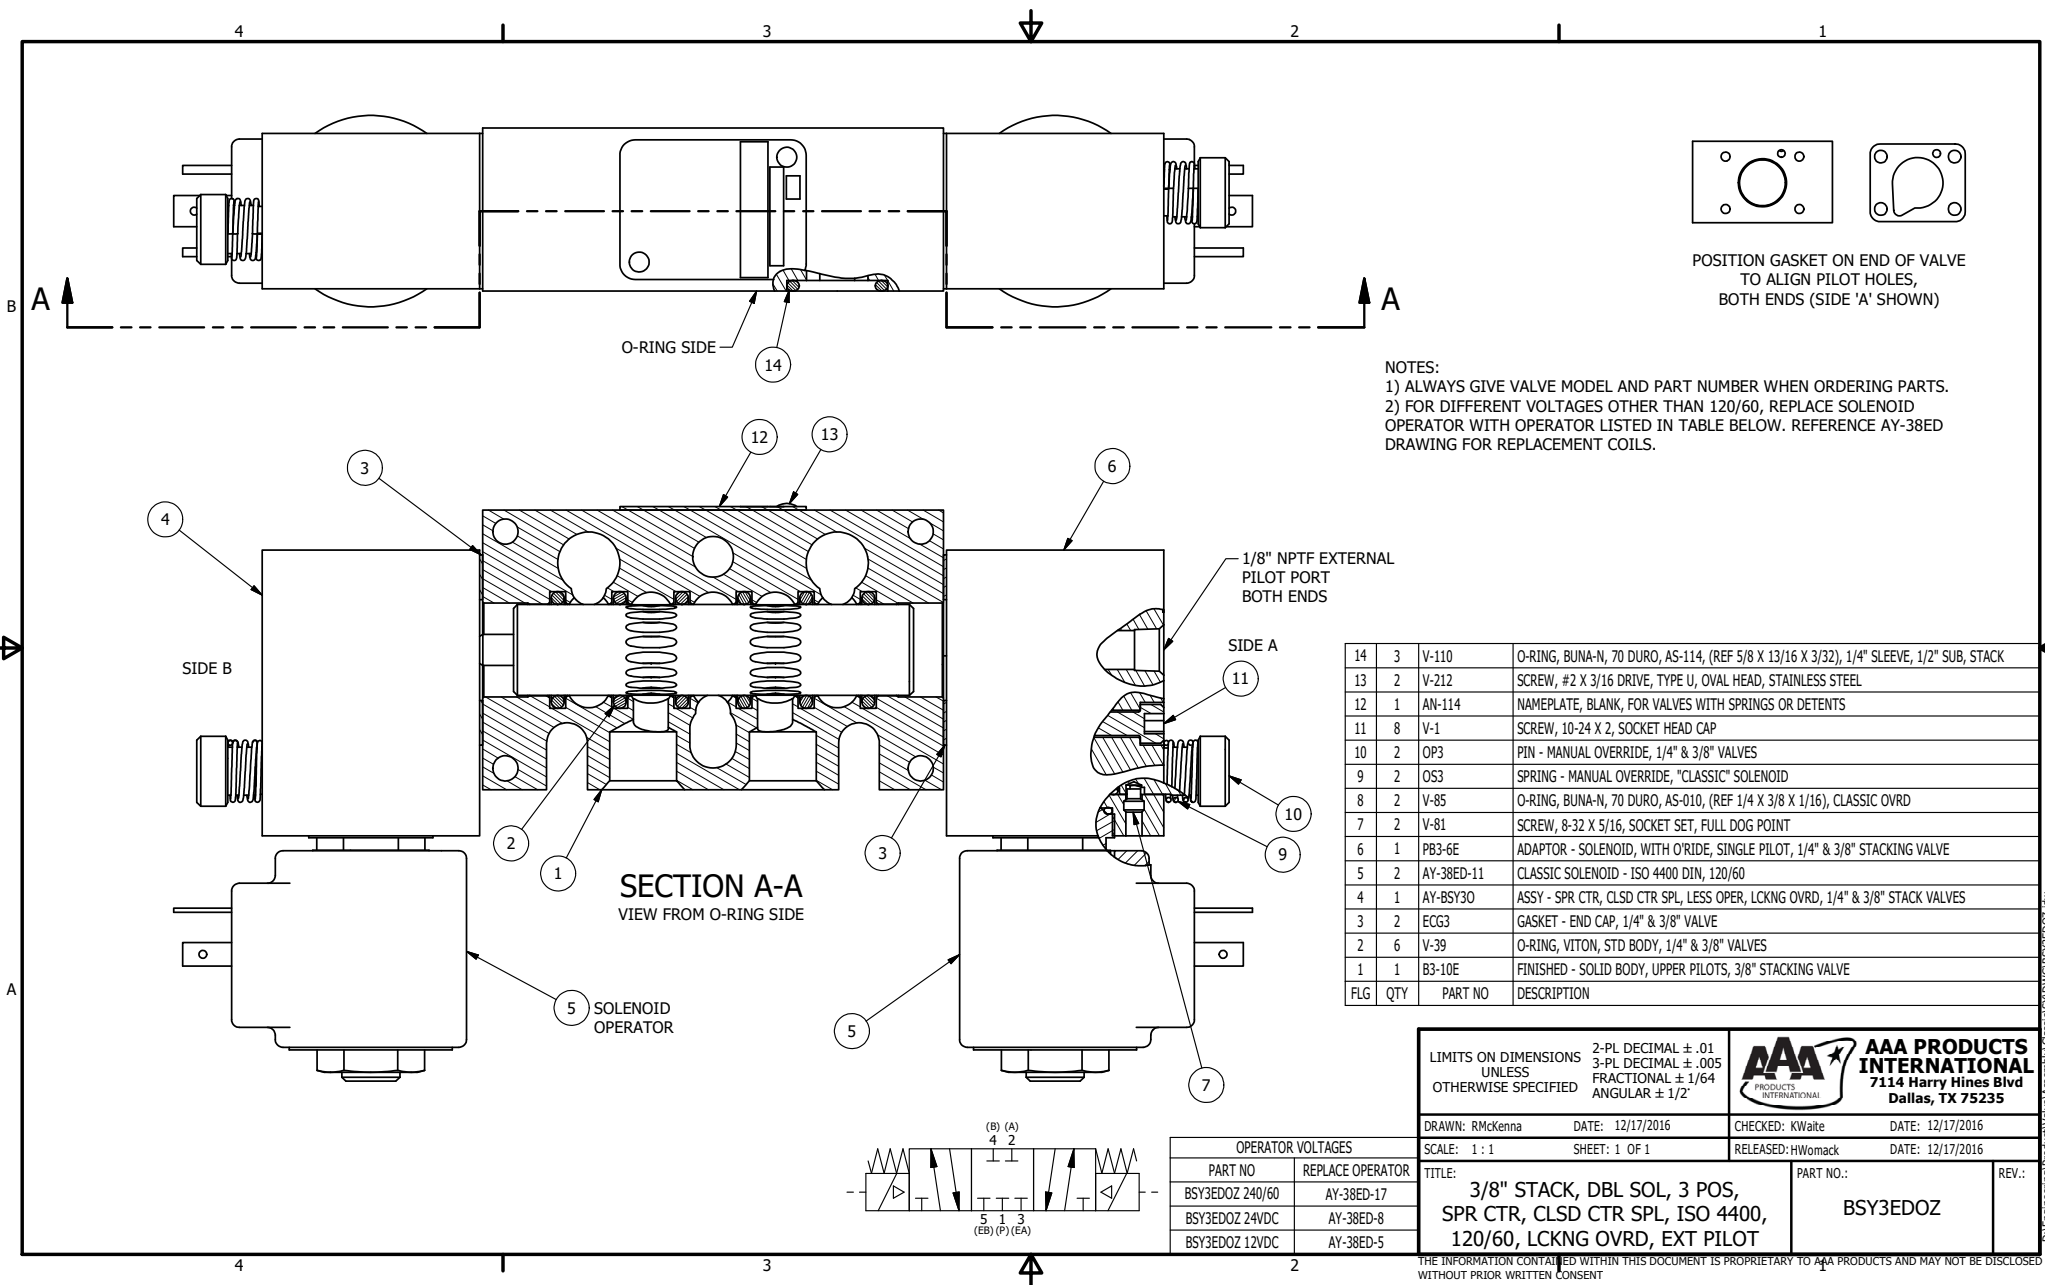 4 3 2 1
B
A A
O-RING SIDE
14
POSITION GASKET ON END OF VALVE
TO ALIGN PILOT HOLES,
BOTH ENDS (SIDE 'A' SHOWN)
NOTES:
1) ALWAYS GIVE VALVE MODEL AND PART NUMBER WHEN ORDERING PARTS.
2) FOR DIFFERENT VOLTAGES OTHER THAN 120/60, REPLACE SOLENOID
OPERATOR WITH OPERATOR LISTED IN TABLE BELOW. REFERENCE AY-38ED
DRAWING FOR REPLACEMENT COILS.
12 13
3 6
4
1/8" NPTF EXTERNAL
PILOT PORT
BOTH ENDS
SIDE B
SIDE A
11
10
2 3 9
1
SECTION A-A
VIEW FROM O-RING SIDE
5 SOLENOID
OPERATOR
5
7
A
14 3 V-110 O-RING, BUNA-N, 70 DURO, AS-114, (REF 5/8 X 13/16 X 3/32), 1/4" SLEEVE, 1/2" SUB, STACK
13 2 V-212 SCREW, #2 X 3/16 DRIVE, TYPE U, OVAL HEAD, STAINLESS STEEL
12 1 AN-114 NAMEPLATE, BLANK, FOR VALVES WITH SPRINGS OR DETENTS
11 8 V-1 SCREW, 10-24 X 2, SOCKET HEAD CAP
10 2 OP3 PIN - MANUAL OVERRIDE, 1/4" & 3/8" VALVES
9 2 OS3 SPRING - MANUAL OVERRIDE, "CLASSIC" SOLENOID
8 2 V-85 O-RING, BUNA-N, 70 DURO, AS-010, (REF 1/4 X 3/8 X 1/16), CLASSIC OVRD
7 2 V-81 SCREW, 8-32 X 5/16, SOCKET SET, FULL DOG POINT
6 1 PB3-6E ADAPTOR - SOLENOID, WITH O'RIDE, SINGLE PILOT, 1/4" & 3/8" STACKING VALVE
5 2 AY-38ED-11 CLASSIC SOLENOID - ISO 4400 DIN, 120/60
4 1 AY-BSY3O ASSY - SPR CTR, CLSD CTR SPL, LESS OPER, LCKNG OVRD, 1/4" & 3/8" STACK VALVES
3 2 ECG3 GASKET - END CAP, 1/4" & 3/8" VALVE
2 6 V-39 O-RING, VITON, STD BODY, 1/4" & 3/8" VALVES
1 1 B3-10E FINISHED - SOLID BODY, UPPER PILOTS, 3/8" STACKING VALVE
FLG QTY PART NO DESCRIPTION
(B) (A)
4 2
5 1 3
(EB) (P) (EA)
OPERATOR VOLTAGES
PART NO REPLACE OPERATOR
BSY3EDOZ 240/60 AY-38ED-17
BSY3EDOZ 24VDC AY-38ED-8
BSY3EDOZ 12VDC AY-38ED-5
LIMITS ON DIMENSIONS
UNLESS
OTHERWISE SPECIFIED
2-PL DECIMAL ± .01
3-PL DECIMAL ± .005
FRACTIONAL ± 1/64
ANGULAR ± 1/2°
AAA
PRODUCTS
INTERNATIONAL
AAA PRODUCTS
INTERNATIONAL
7114 Harry Hines Blvd
Dallas, TX 75235
DRAWN: RMcKenna DATE: 12/17/2016 CHECKED: KWaite DATE: 12/17/2016
SCALE: 1 : 1 SHEET: 1 OF 1 RELEASED: HWomack DATE: 12/17/2016
TITLE:
3/8" STACK, DBL SOL, 3 POS,
SPR CTR, CLSD CTR SPL, ISO 4400,
120/60, LCKNG OVRD, EXT PILOT
PART NO.:
BSY3EDOZ
REV.:
4 3 2 1
THE INFORMATION CONTAINED WITHIN THIS DOCUMENT IS PROPRIETARY TO AAA PRODUCTS AND MAY NOT BE DISCLOSED
WITHOUT PRIOR WRITTEN CONSENT